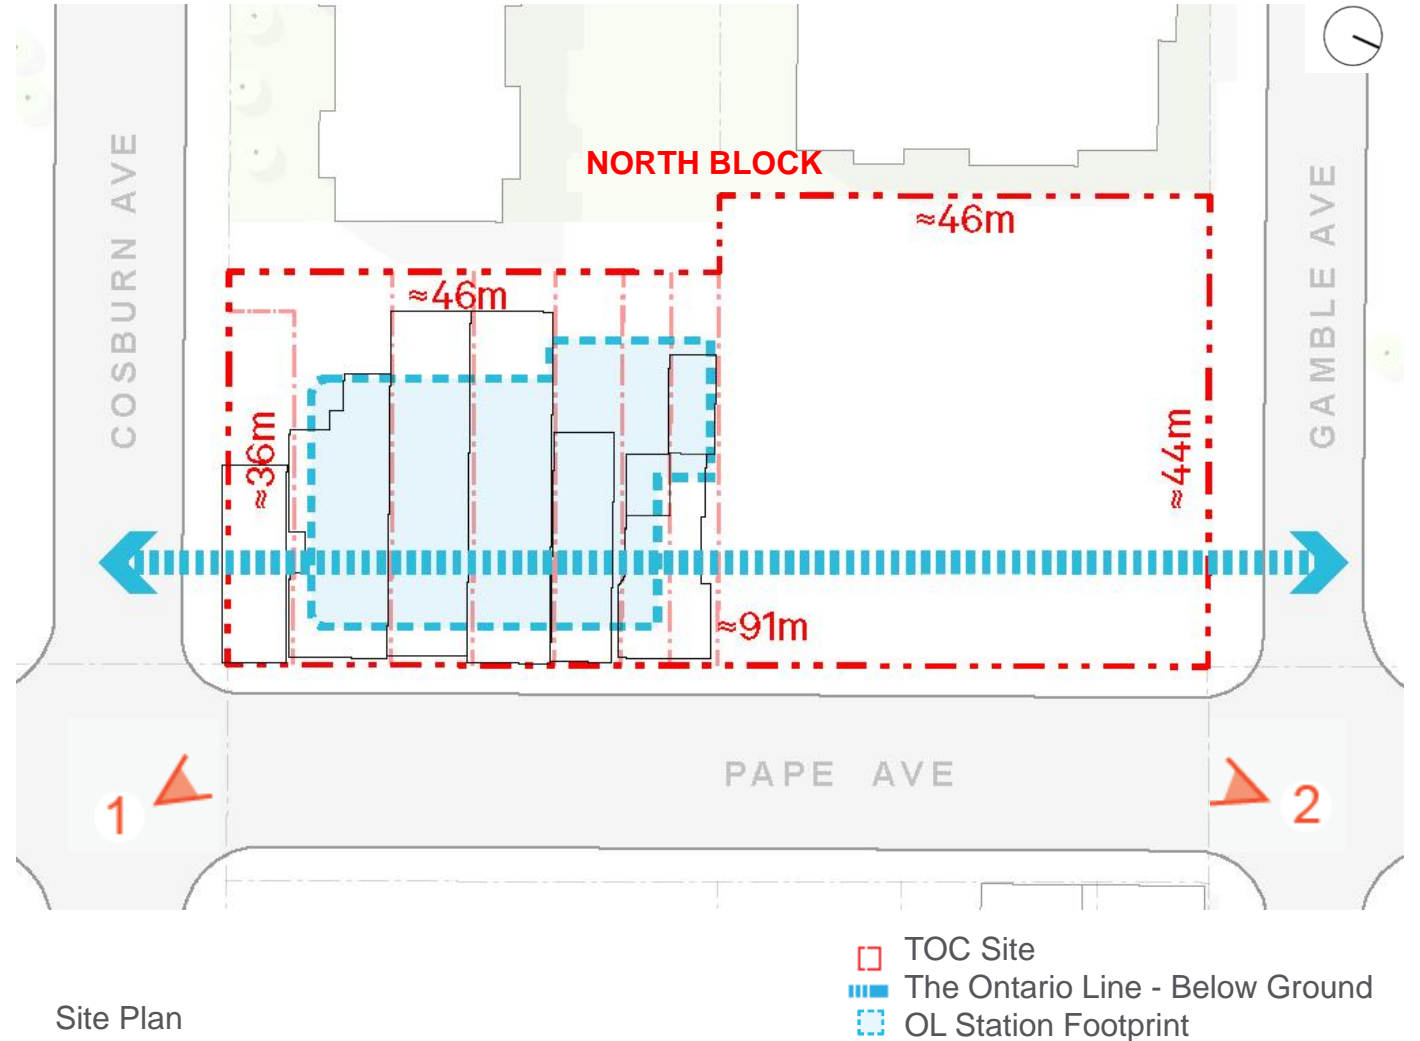 NORTH BLOCK
≈46m
COSBURN AVE
GAMBLE AVE
≈46m
≈36m
≈44m
≈91m
PAPE AVE
1
2
TOC Site
The Ontario Line - Below Ground
OL Station Footprint
Site Plan